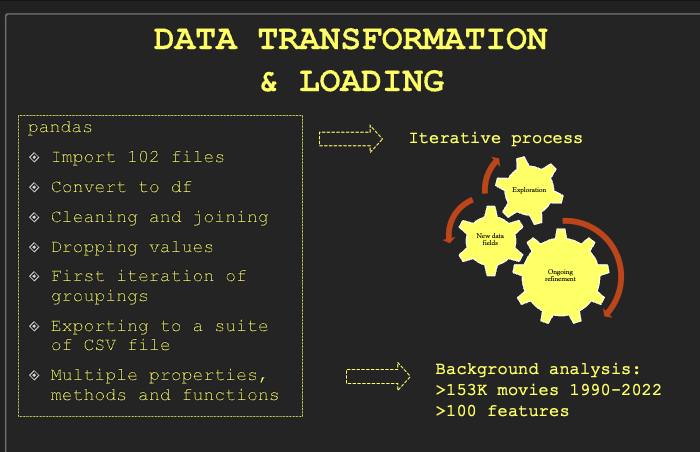 DATA TRANSFORMATION
& LOADING
pandas
Import 102 files
Convert to df
Cleaning and joining
Dropping values
First iteration of
groupings
Exporting to a suite
of CSV file
Multiple properties,
methods and functions
Iterative process
Exploration
New data
fields
Ongoing
refinement
Background analysis:
>153K movies 1990-2022
>100 features